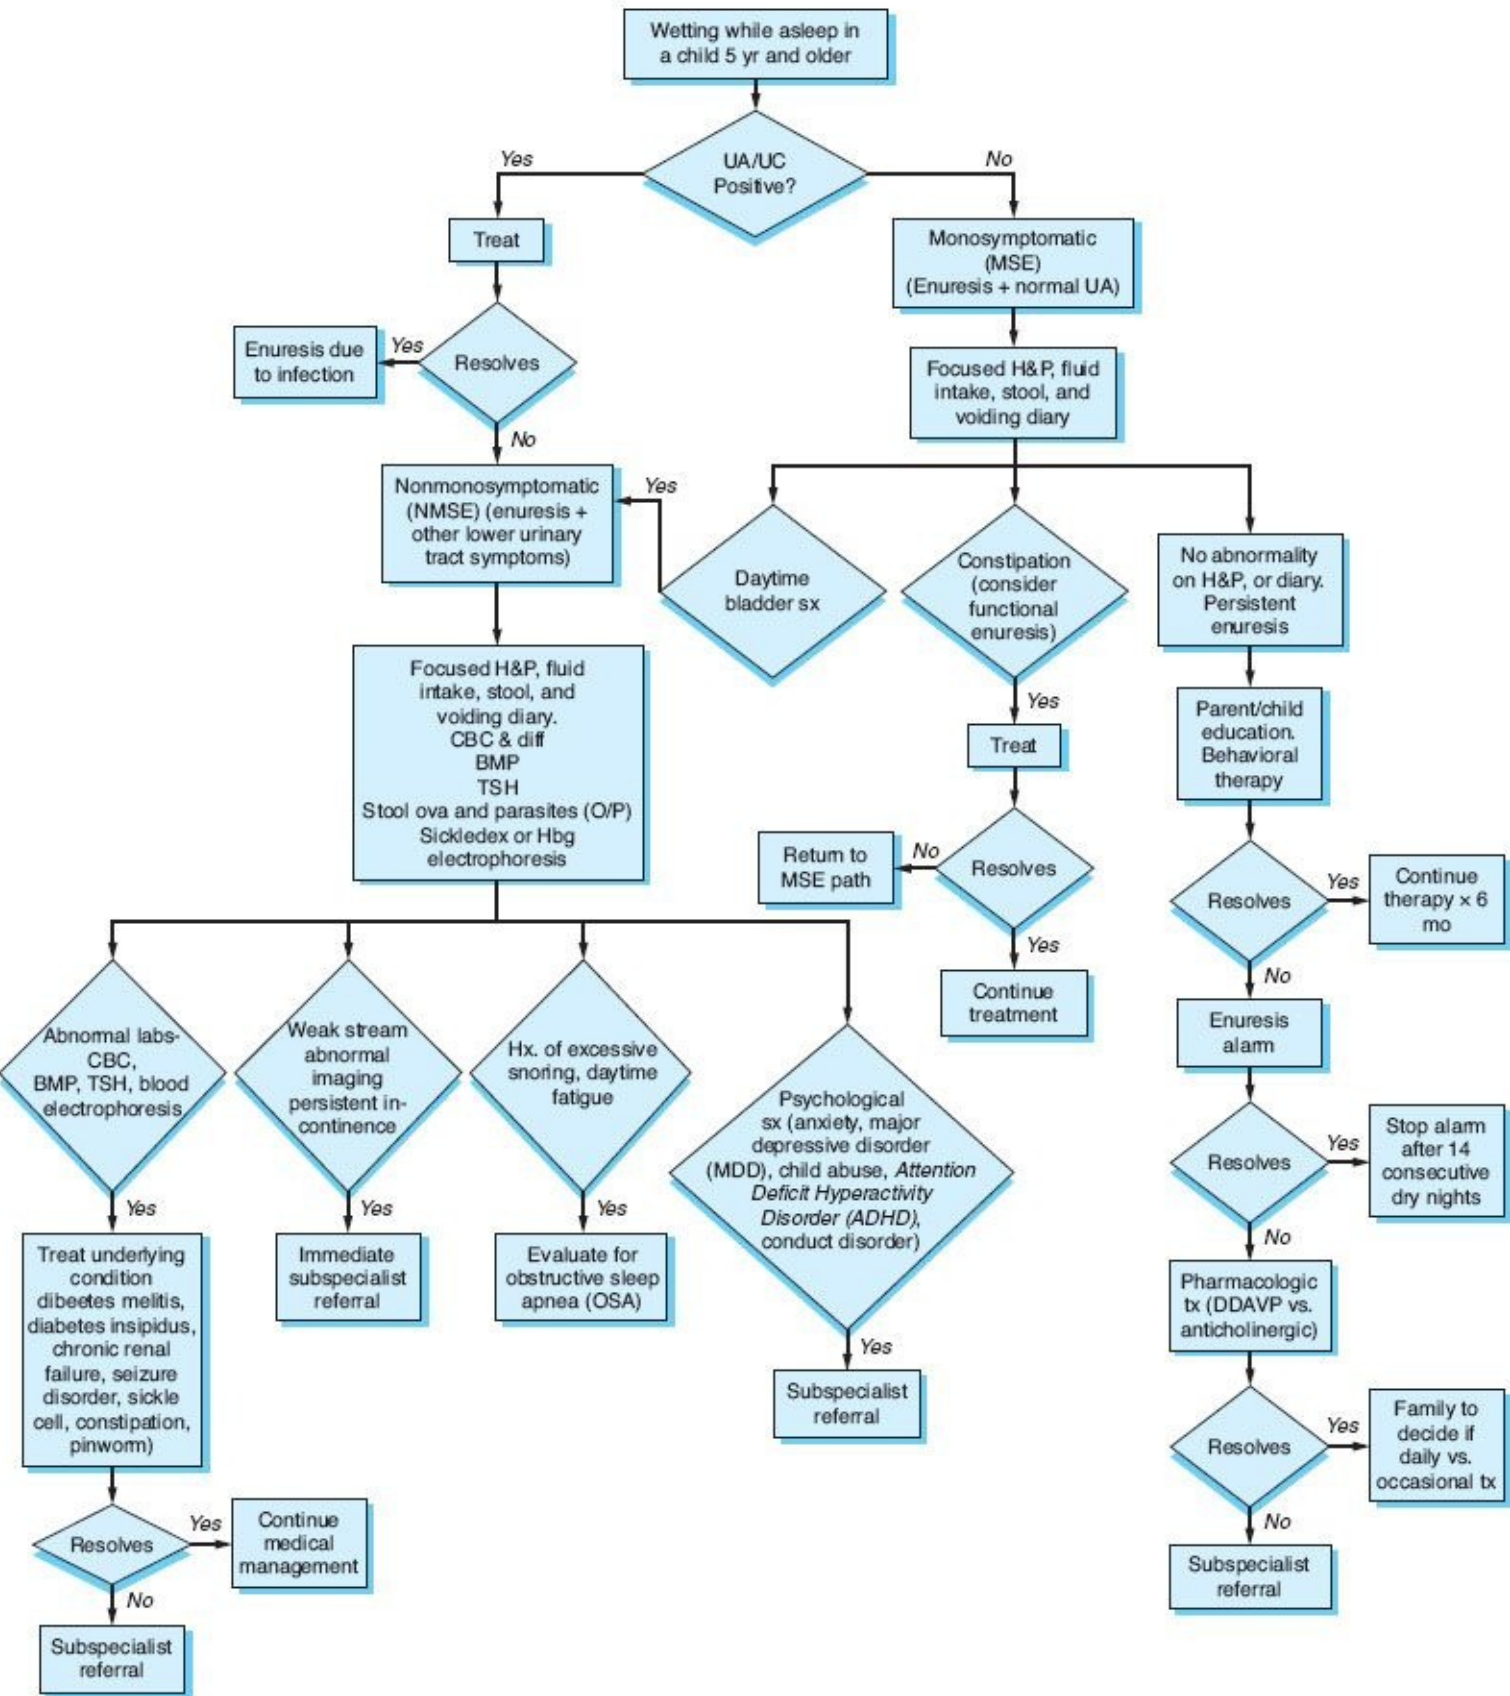 Wetting while asleep in
a child 5 yr and older
UA/UC
Positive?
Yes
No
Treat
Monosymptomatic
(MSE)
(Enuresis + normal UA)
Resolves
Yes
Enuresis due
to infection
No
Focused H&P, fluid
intake, stool, and
voiding diary
Nonmonosymptomatic
(NMSE) (enuresis +
other lower urinary
tract symptoms)
Yes
Daytime
bladder sx
Constipation
(consider
functional
enuresis)
No abnormality
on H&P, or diary.
Persistent
enuresis
Focused H&P, fluid
intake, stool, and
voiding diary.
CBC & diff
BMP
TSH
Stool ova and parasites (O/P)
Sickledex or Hbg
electrophoresis
Yes
Treat
Resolves
No
Return to
MSE path
Yes
Continue
treatment
Parent/child
education.
Behavioral
therapy
Resolves
Yes
Continue
therapy × 6
mo
No
Enuresis
alarm
Resolves
Yes
Stop alarm
after 14
consecutive
dry nights
No
Pharmacologic
tx (DDAVP vs.
anticholinergic)
Resolves
Yes
Family to
decide if
daily vs.
occasional tx
No
Subspecialist
referral
Abnormal labs-
CBC,
BMP, TSH, blood
electrophoresis
Yes
Treat underlying
condition
dibeetes melitis,
diabetes insipidus,
chronic renal
failure, seizure
disorder, sickle
cell, constipation,
pinworm)
Resolves
Yes
Continue
medical
management
No
Subspecialist
referral
Weak stream
abnormal
imaging
persistent in-
continence
Yes
Immediate
subspecialist
referral
Hx. of excessive
snoring, daytime
fatigue
Yes
Evaluate for
obstructive sleep
apnea (OSA)
Psychological
sx (anxiety, major
depressive disorder
(MDD), child abuse, Attention
Deficit Hyperactivity
Disorder (ADHD),
conduct disorder)
Yes
Subspecialist
referral